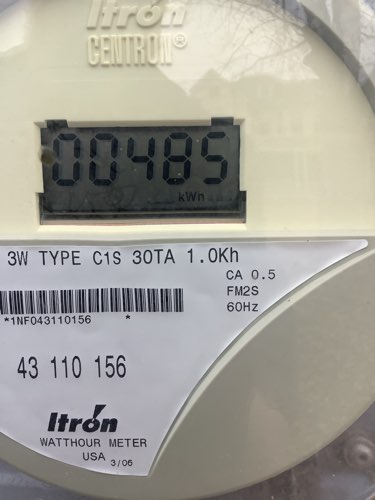 Itron
CENTRON®
00485
kWh
3W TYPE C1S 30TA 1.0Kh
CA 0.5
FM2S
60Hz
*1NF043110156 *
43 110 156
Itron
WATTHOUR METER
USA 3/06